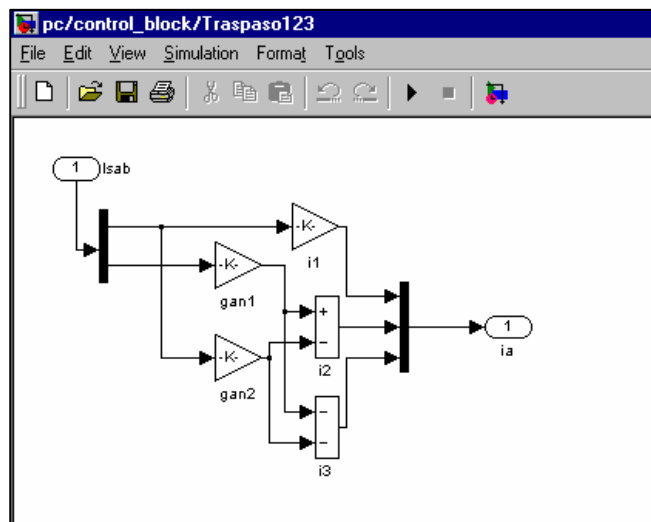 pc/control_block/Traspaso123
File Edit View Simulation Format Tools
1 Isab
-K-
i1
-K-
gan1
+
-
i2
1
ia
-K-
gan2
-
-
i3